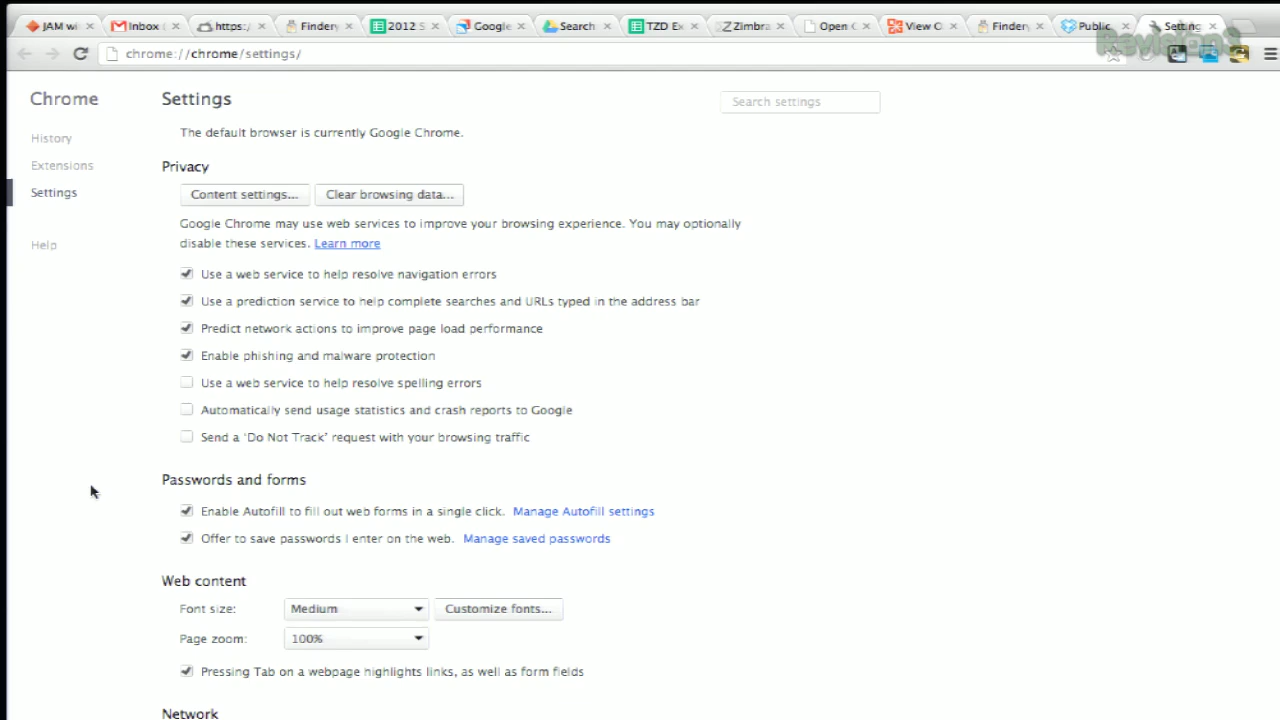 JAM wi
Inbox (
https:/
Findery
2012 S
Google
Search
TZD Ex
Zimbra
Open C
View O
Findery
Public
Setting
Revision3
chrome://chrome/settings/
Chrome
Settings
Search settings
The default browser is currently Google Chrome.
History
Extensions
Settings
Help
Privacy
Content settings...
Clear browsing data...
Google Chrome may use web services to improve your browsing experience. You may optionally
disable these services. Learn more
Use a web service to help resolve navigation errors
Use a prediction service to help complete searches and URLs typed in the address bar
Predict network actions to improve page load performance
Enable phishing and malware protection
Use a web service to help resolve spelling errors
Automatically send usage statistics and crash reports to Google
Send a 'Do Not Track' request with your browsing traffic
Passwords and forms
Enable Autofill to fill out web forms in a single click. Manage Autofill settings
Offer to save passwords I enter on the web. Manage saved passwords
Web content
Font size: Medium Customize fonts...
Page zoom: 100%
Pressing Tab on a webpage highlights links, as well as form fields
Network